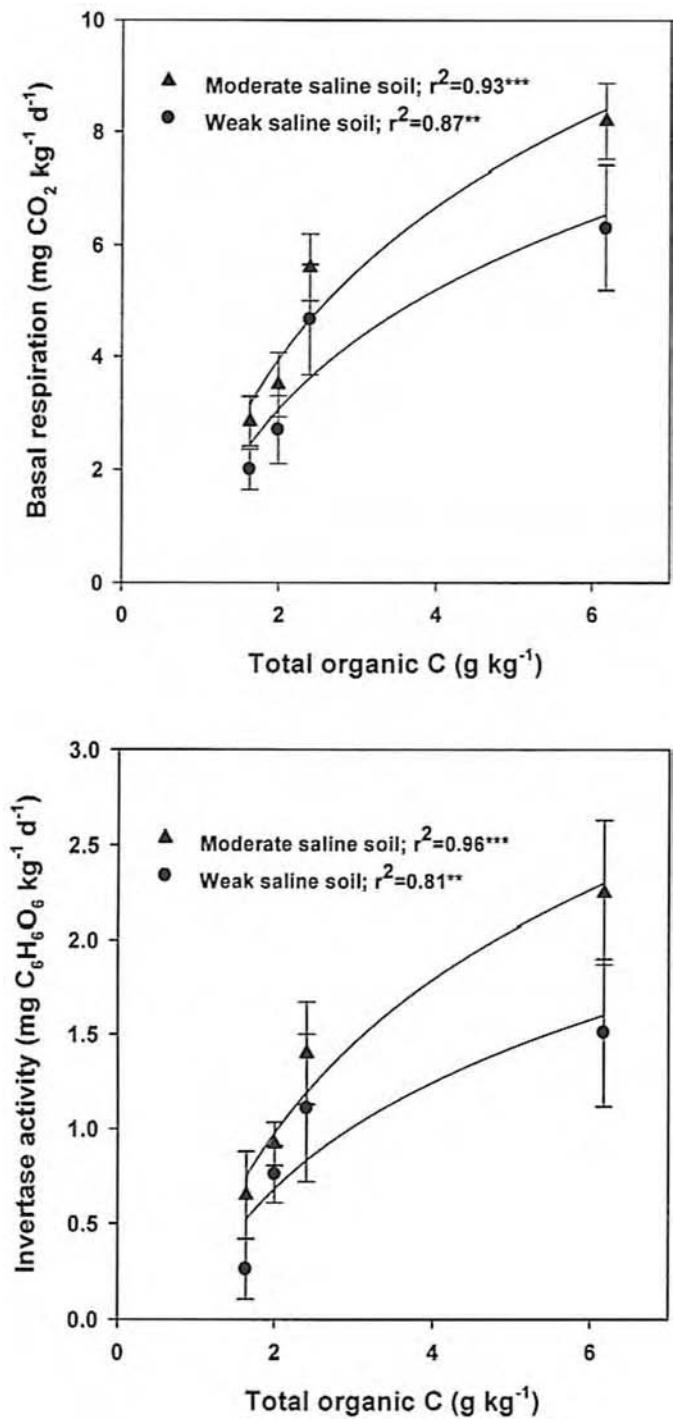 10
8
6
4
2
0
Basal respiration (mg CO₂ kg⁻¹ d⁻¹)
Moderate saline soil; r²=0.93***
Weak saline soil; r²=0.87**
0 2 4 6
Total organic C (g kg⁻¹)
3.0
2.5
2.0
1.5
1.0
0.5
0.0
Invertase activity (mg C₆H₆O₆ kg⁻¹ d⁻¹)
Moderate saline soil; r²=0.96***
Weak saline soil; r²=0.81**
0 2 4 6
Total organic C (g kg⁻¹)